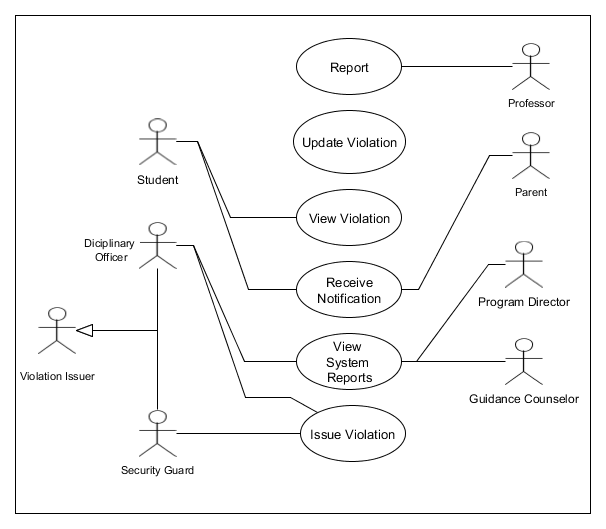 Report
Professor
Update Violation
Student
Parent
View Violation
Diciplinary
Officer
Receive
Notification
Program Director
View
System
Reports
Violation Issuer
Guidance Counselor
Issue Violation
Security Guard